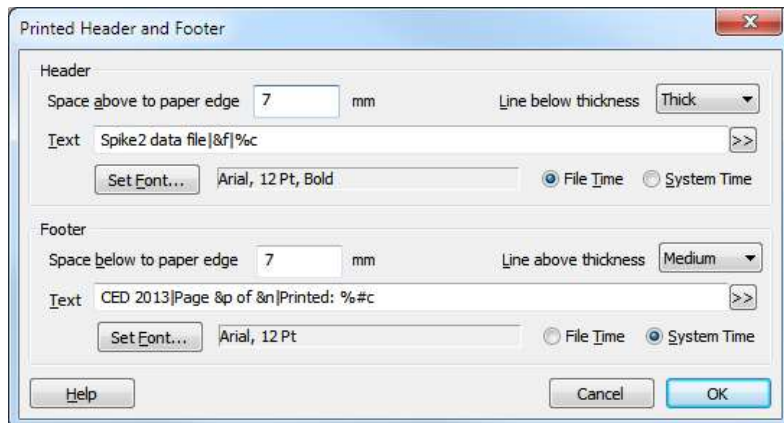 Printed Header and Footer
Header
Space above to paper edge 7 mm Line below thickness Thick
Text Spike2 data file|&f|%c >>
Set Font... Arial, 12 Pt, Bold File Time System Time
Footer
Space below to paper edge 7 mm Line above thickness Medium
Text CED 2013|Page &p of &n|Printed: %#c >>
Set Font... Arial, 12 Pt File Time System Time
Help Cancel OK